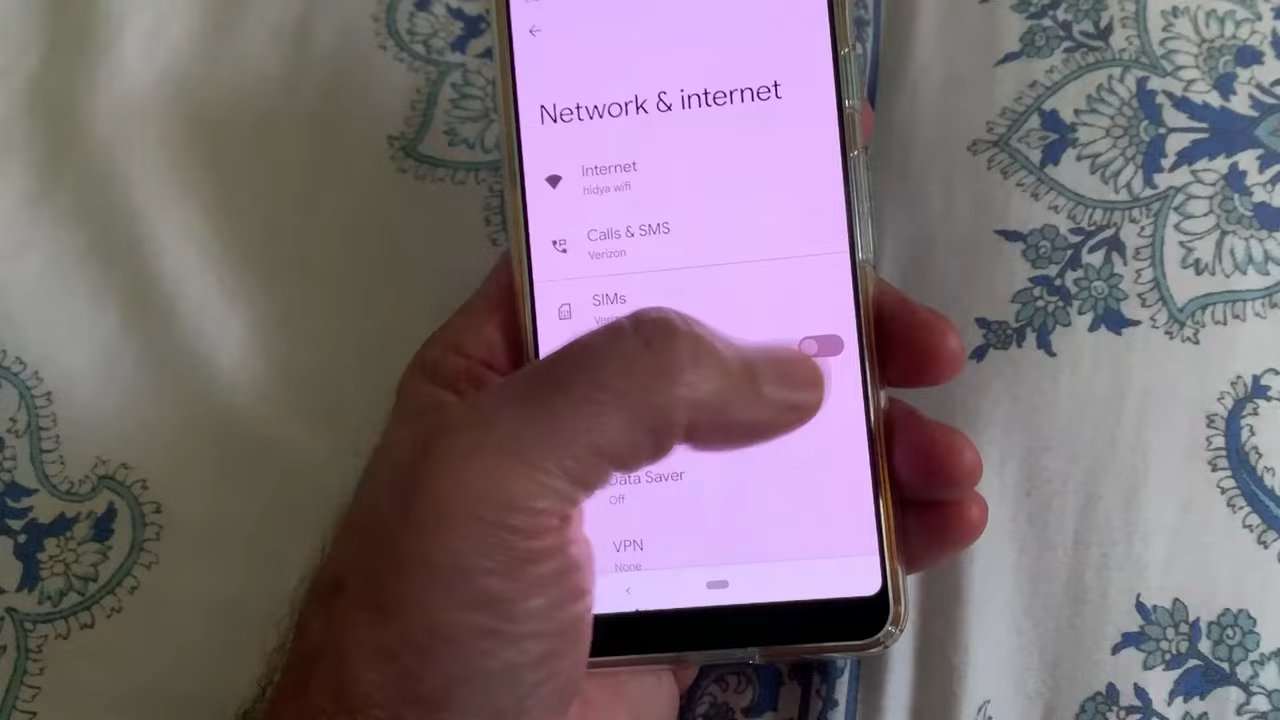 Network & internet
Internet
hidya wifi
Calls & SMS
Verizon
SIMs
Data Saver
Off
VPN
None